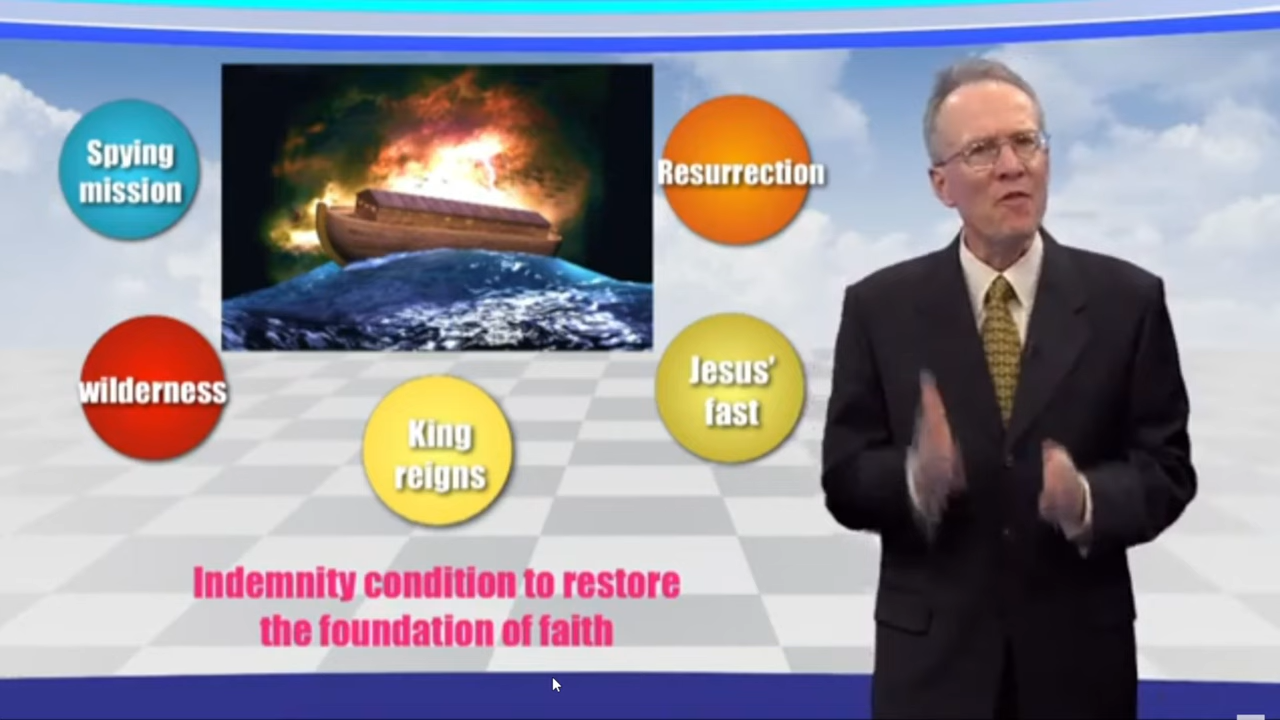 Spying
mission
Resurrection
wilderness
King
reigns
Jesus'
fast
Indemnity condition to restore
the foundation of faith